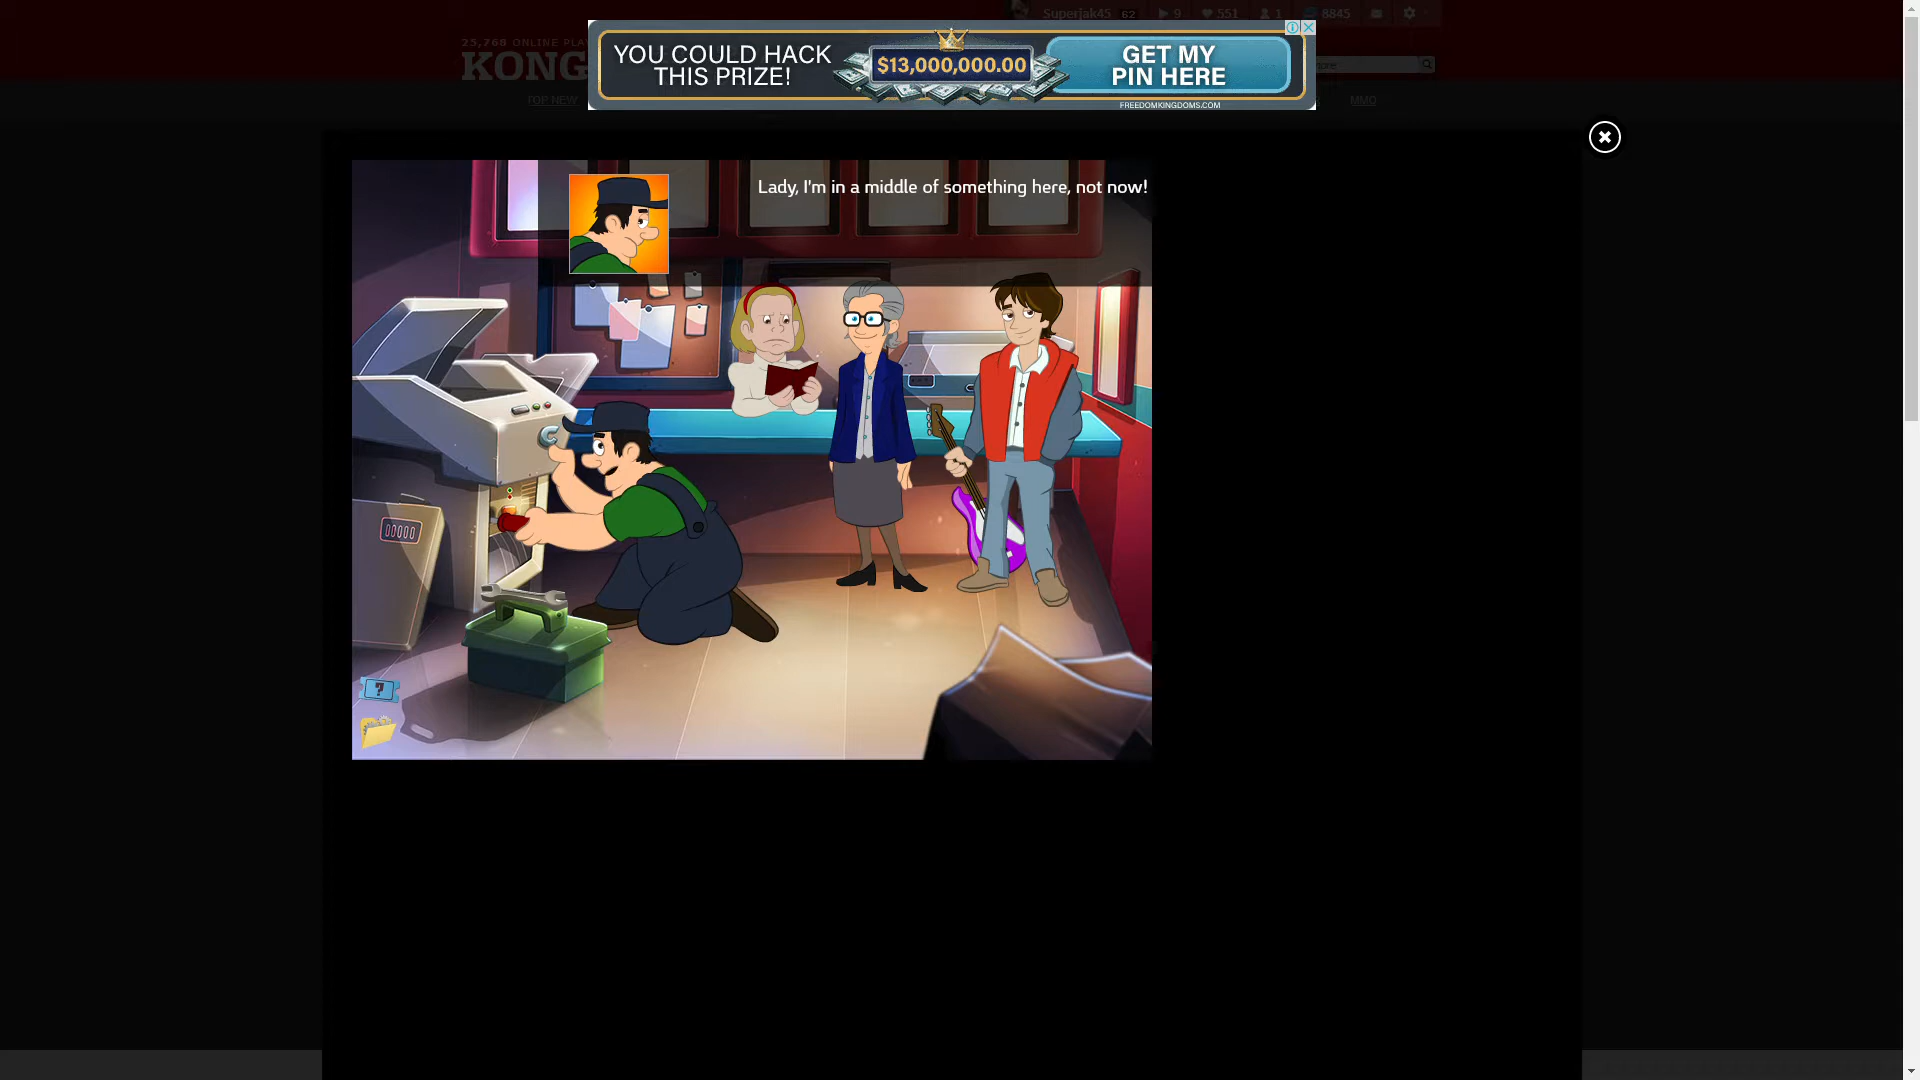 Superjak45 62 9 551 1 8845
25,768 ONLINE PLA
KONG
TOP NEW
MMO
YOU COULD HACK
THIS PRIZE!
$13,000,000.00
GET MY
PIN HERE
FREEDOMKINGDOMS.COM
Lady, I'm in a middle of something here, not now!
?